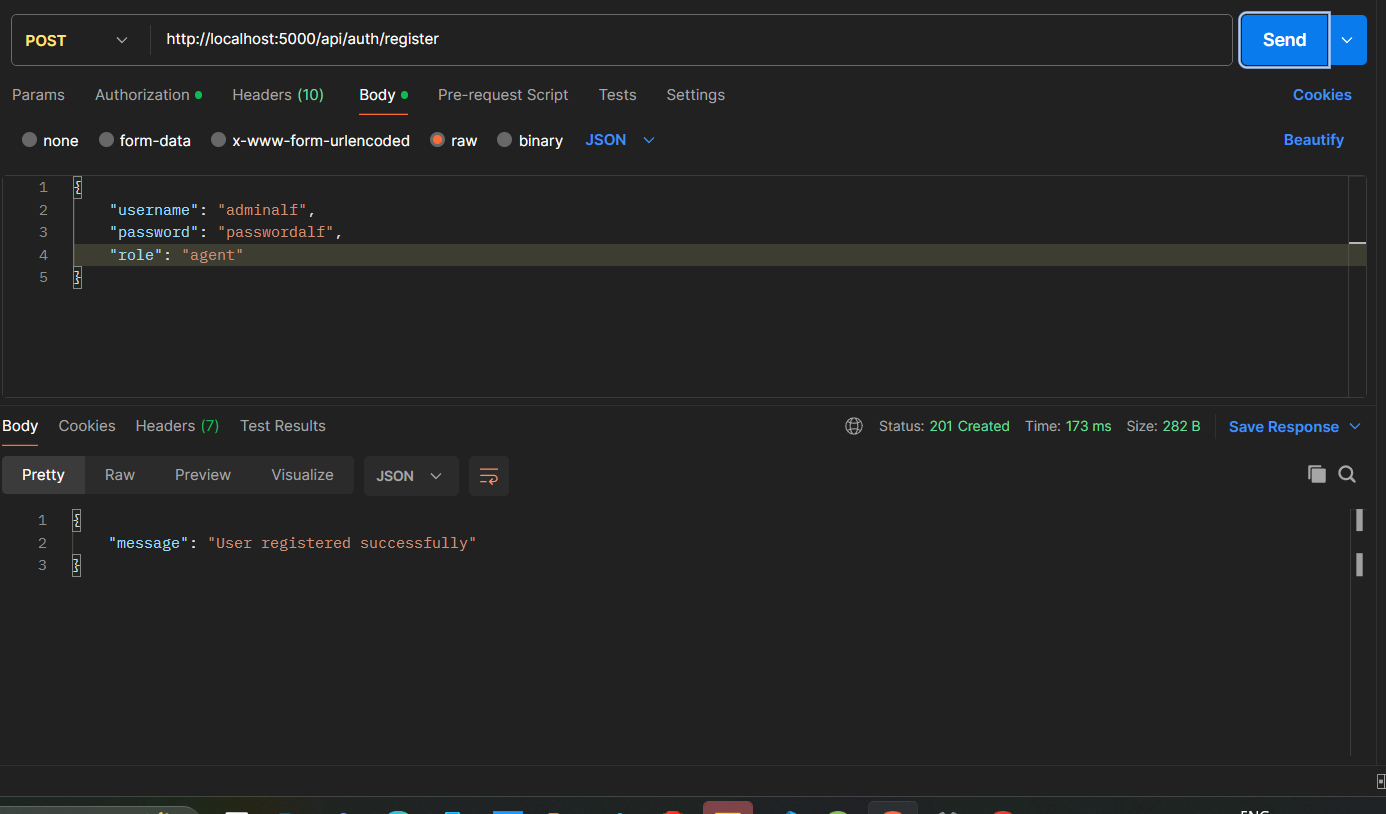 POST http://localhost:5000/api/auth/register Send
Params Authorization Headers (10) Body Pre-request Script Tests Settings Cookies
none form-data x-www-form-urlencoded raw binary JSON Beautify
1 {
2 "username": "adminalf",
3 "password": "passwordalf",
4 "role": "agent"
5 }
Body Cookies Headers (7) Test Results Status: 201 Created Time: 173 ms Size: 282 B Save Response
Pretty Raw Preview Visualize JSON
1 {
2 "message": "User registered successfully"
3 }